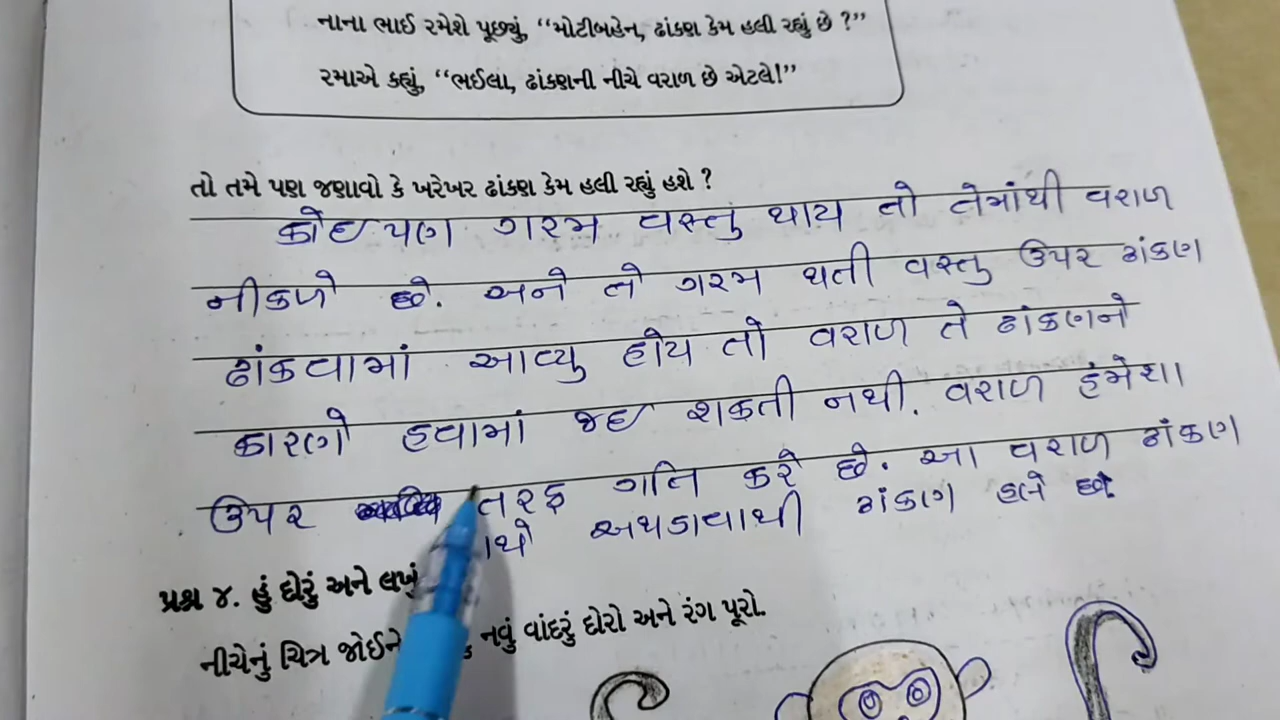 નાના ભાઈ રમેશે પૂછ્યું, “મોટીબહેન, ઢાંકણ કેમ હલી રહ્યું છે ?”
રમાએ કહ્યું, “ભઈલા, ઢાંકણની નીચે વરાળ છે એટલે!”
તો તમે પણ જણાવો કે ખરેખર ઢાંકણ કેમ હલી રહ્યું હશે ?
કોઇ પણ ગરમ વસ્તુ થાય તો તેમાંથી વરાળ
નીકળે છે. અને તે ગરમ થતી વસ્તુ ઉપર ઢાંકણ
ઢાંકવામાં આવ્યુ હોય તો વરાળ તે ઢાંકણને
કારણે હવામાં જઇ શકતી નથી. વરાળ હંમેશા
ઉપર તરફ ગતિ કરે છે. આ વરાળ ઢાંકણ
અથડાવાથી ઢાંકણ હલે છે
પ્રશ્ન ૪. હું દોરું અને લખું
નીચેનું ચિત્ર જોઈને નવું વાંદરું દોરો અને રંગ પૂરો.